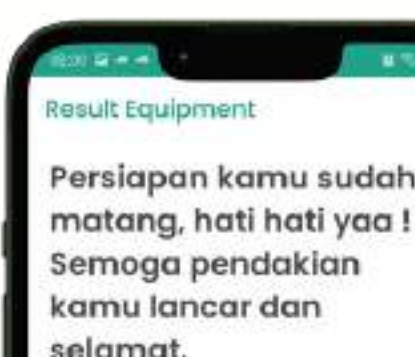 Result Equipment
Persiapan kamu sudah
matang, hati hati yaa !
Semoga pendakian
kamu lancar dan
selamat.